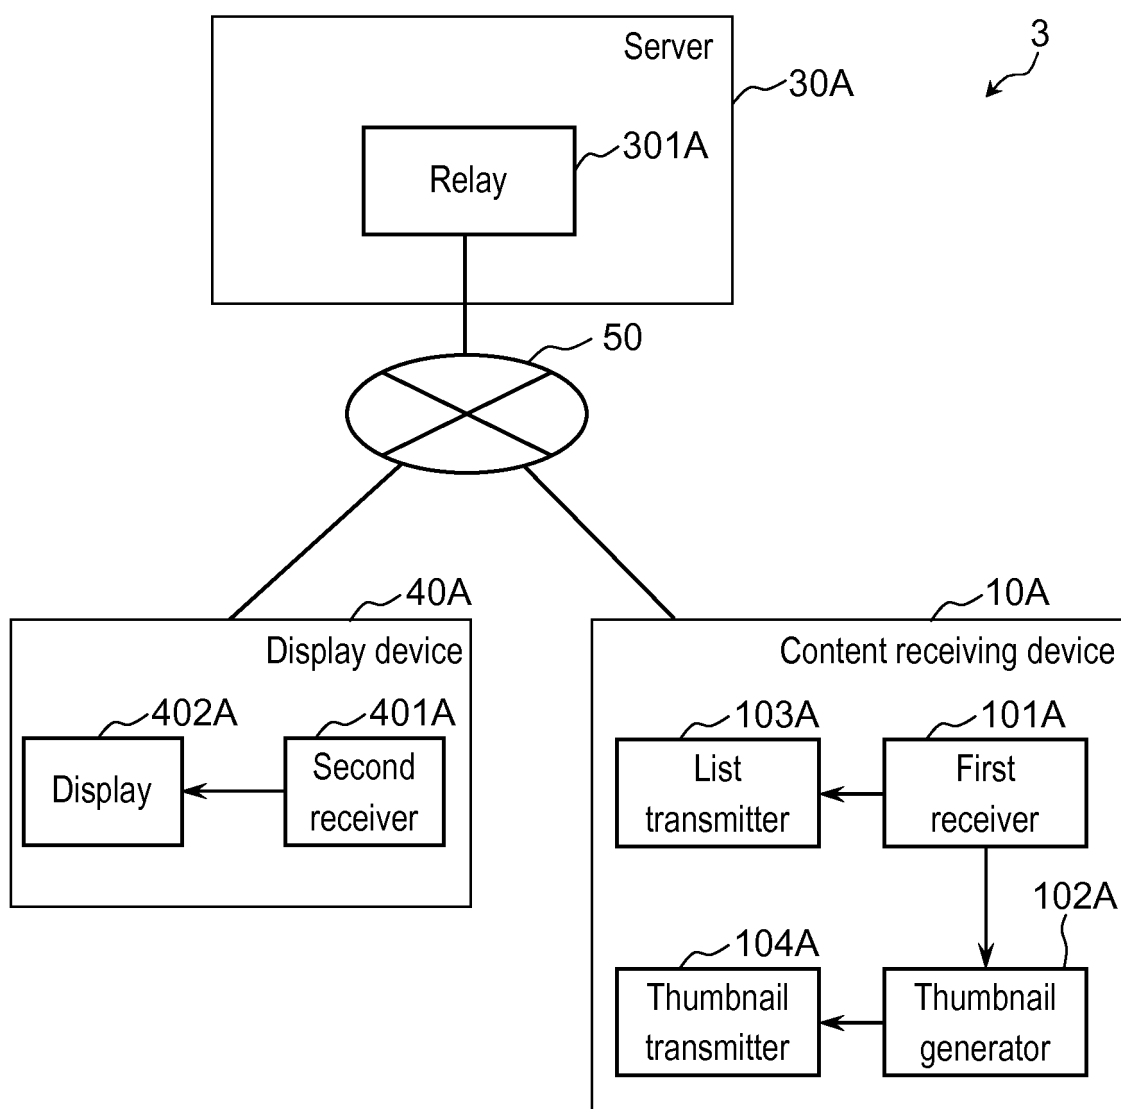 Server
3
30A
301A
Relay
50
40A
10A
Display device
Content receiving device
402A
401A
103A
101A
Display
Second
receiver
List
transmitter
First
receiver
102A
104A
Thumbnail
transmitter
Thumbnail
generator